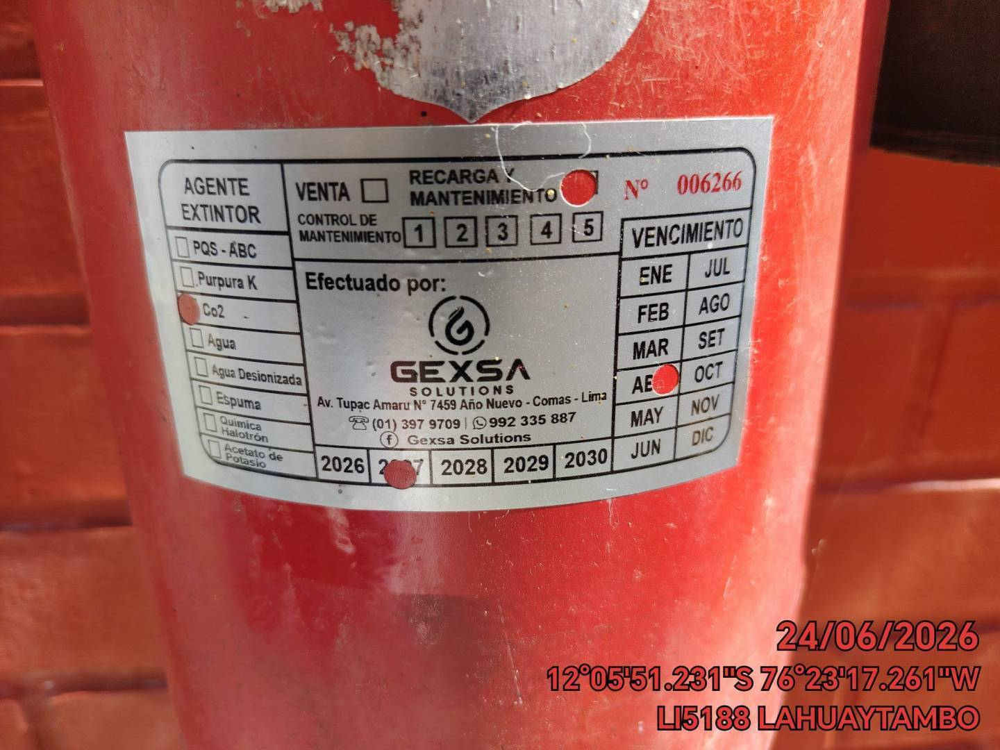 AGENTE
EXTINTOR
PQS - ABC
Purpura K
Co2
Agua
Agua Desionizada
Espuma
Quimica
Halotrón
Acetato de
Potasio
VENTA
RECARGA Y
MANTENIMIENTO
N° 006266
CONTROL DE
MANTENIMIENTO 1 2 3 4 5
Efectuado por:
GEXSA
SOLUTIONS
Av. Tupac Amaru N° 7459 Año Nuevo - Comas - Lima
(01) 397 9709 | 992 335 887
Gexsa Solutions
2026 2028 2029 2030
VENCIMIENTO
ENE JUL
FEB AGO
MAR SET
OCT
MAY NOV
JUN DIC
24/06/2026
12°05'51.231"S 76°23'17.261"W
LI5188 LAHUAYTAMBO